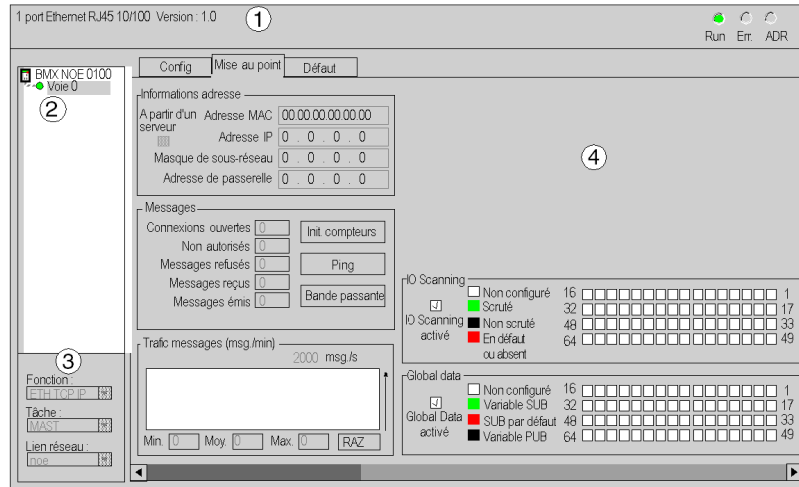 1 port Ethernet RJ45 10/100 Version : 1.0
1
Run Err. ADR
BMX NOE 0100
Voie 0
2
Config Mise au point Défaut
Informations adresse
A partir d'un serveur
Adresse MAC 00.00.00.00.00.00
Adresse IP 0 . 0 . 0 . 0
Masque de sous-réseau 0 . 0 . 0 . 0
Adresse de passerelle 0 . 0 . 0 . 0
4
Messages
Connexions ouvertes 0 Init. compteurs
Non autorisés 0
Messages refusés 0 Ping
Messages reçus 0
Messages émis 0 Bande passante
IO Scanning
IO Scanning activé
Non configuré 16 1
Scruté 32 17
Non scruté 48 33
En défaut ou absent 64 49
3
Fonction :
ETH TCP IP
Tâche :
MAST
Lien réseau :
noe
Trafic messages (msg./min)
2000 msg./s
Min. 0 Moy. 0 Max. 0 RAZ
Global data
Global Data activé
Non configuré 16 1
Variable SUB 32 17
SUB par défaut 48 33
Variable PUB 64 49